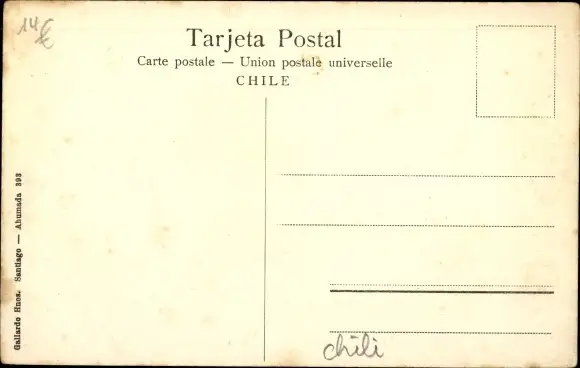 14 €
Tarjeta Postal
Carte postale — Union postale universelle
CHILE
Gallardo Hnos. Santiago — Ahumada 393
chili